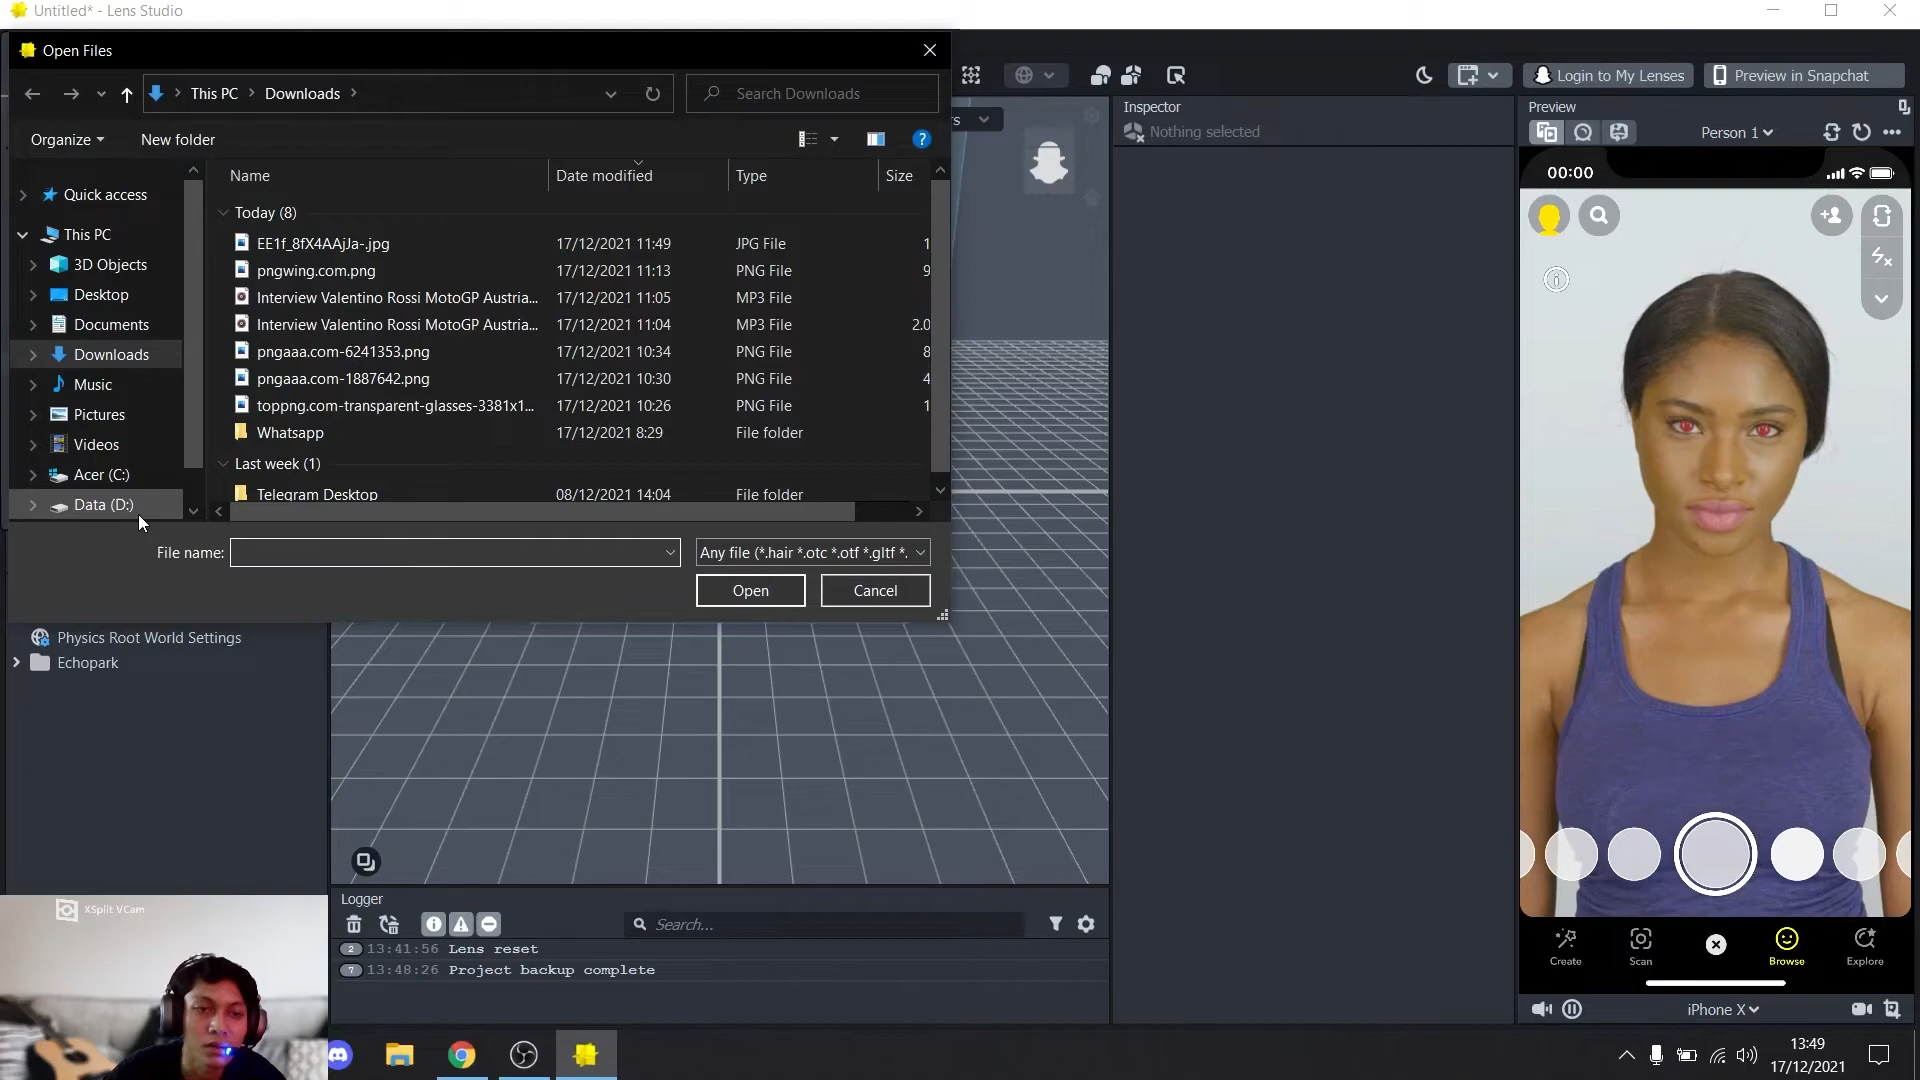 Untitled* - Lens Studio
Open Files
This PC
Downloads
Search Downloads
Login to My Lenses
Preview in Snapchat
Organize
New folder
Inspector
Nothing selected
Preview
Person 1
Name
Date modified
Type
Size
Quick access
This PC
3D Objects
Desktop
Documents
Downloads
Music
Pictures
Videos
Acer (C:)
Data (D:)
Today (8)
EE1f_8fX4AAjJa-.jpg 17/12/2021 11:49 JPG File 1
pngwing.com.png 17/12/2021 11:13 PNG File 9
Interview Valentino Rossi MotoGP Austria... 17/12/2021 11:05 MP3 File
Interview Valentino Rossi MotoGP Austria... 17/12/2021 11:04 MP3 File 2.0
pngaaa.com-6241353.png 17/12/2021 10:34 PNG File 8
pngaaa.com-1887642.png 17/12/2021 10:30 PNG File 4
toppng.com-transparent-glasses-3381x1... 17/12/2021 10:26 PNG File 1
Whatsapp 17/12/2021 8:29 File folder
Last week (1)
Telegram Desktop 08/12/2021 14:04 File folder
File name:
Any file (*.hair *.otc *.otf *.gltf *.
Open
Cancel
Physics Root World Settings
Echopark
00:00
Logger
Search...
2 13:41:56 Lens reset
7 13:48:26 Project backup complete
Create
Scan
Browse
Explore
iPhone X
XSplit VCam
13:49
17/12/2021